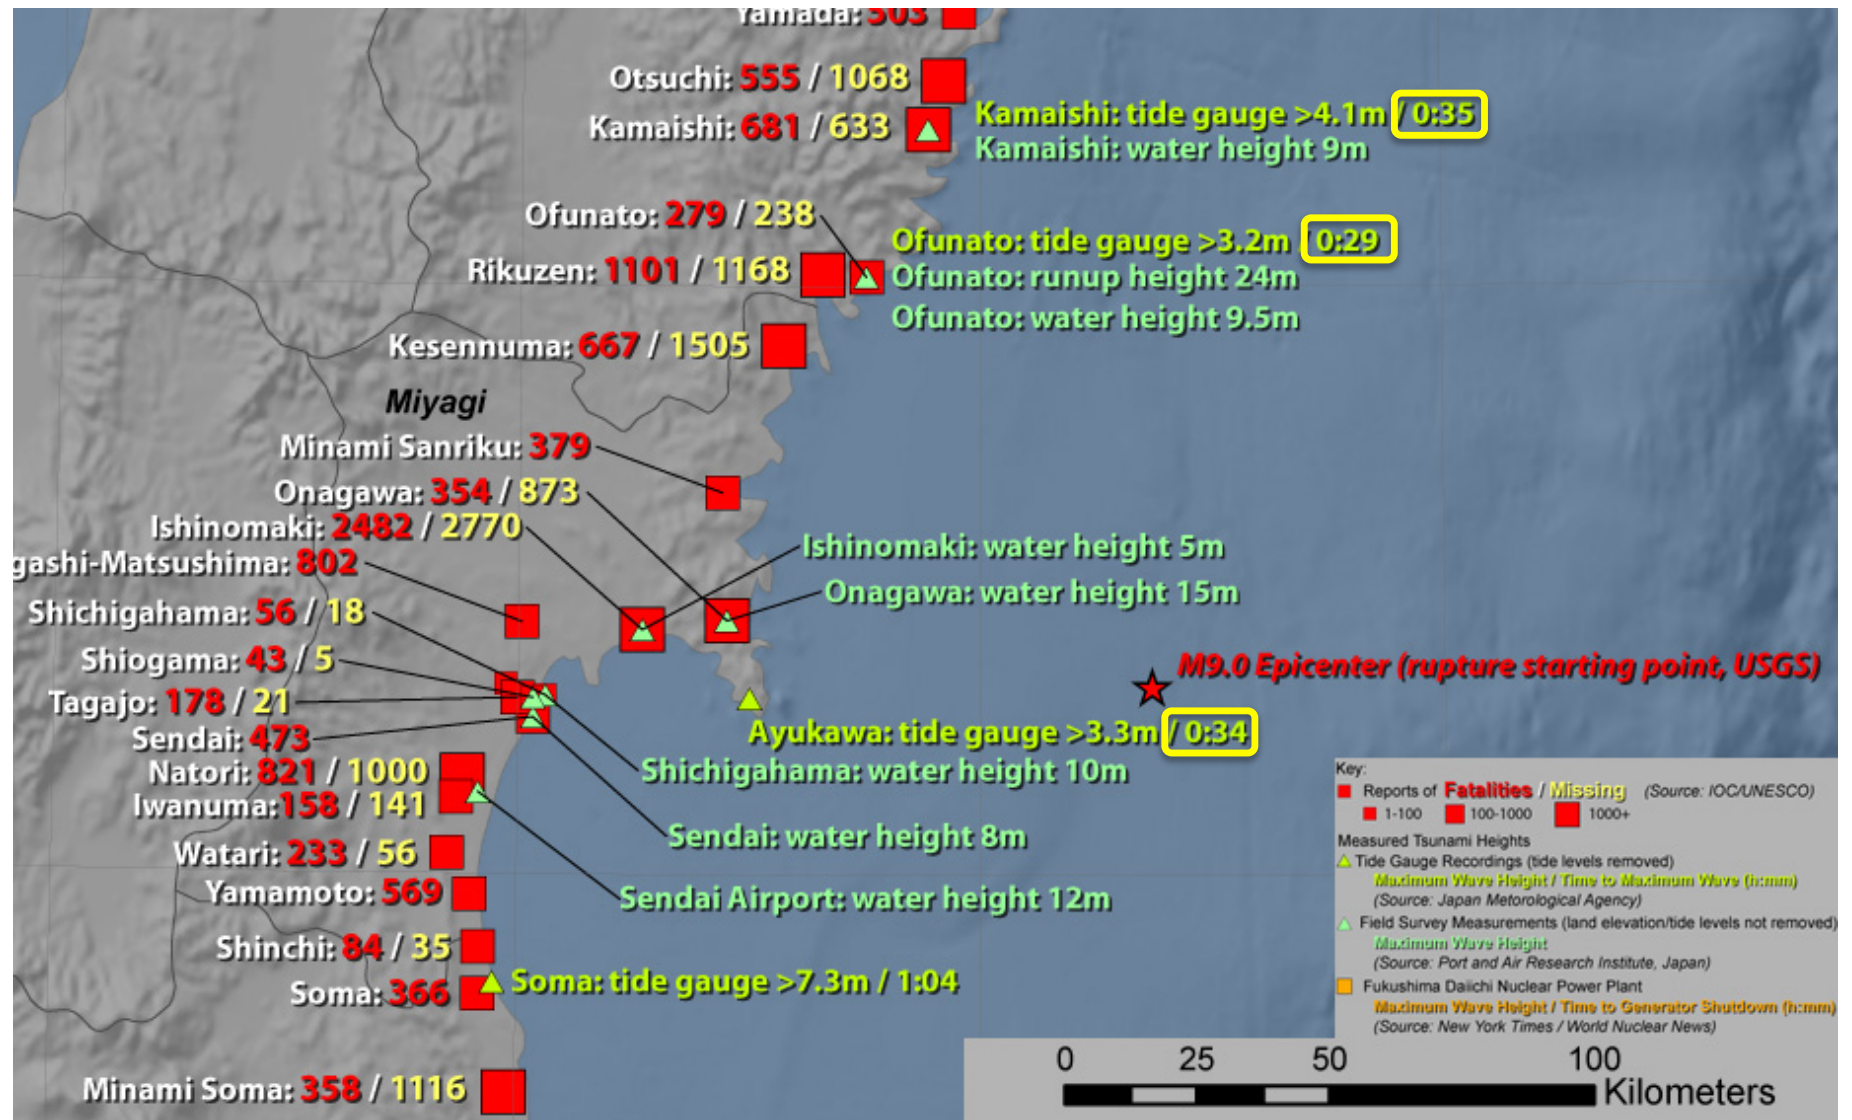 Yamada: 503
Otsuchi: 555 / 1068
Kamaishi: 681 / 633
Kamaishi: tide gauge >4.1m / 0:35
Kamaishi: water height 9m
Ofunato: 279 / 238
Ofunato: tide gauge >3.2m / 0:29
Rikuzen: 1101 / 1168
Ofunato: runup height 24m
Ofunato: water height 9.5m
Kesennuma: 667 / 1505
Miyagi
Minami Sanriku: 379
Onagawa: 354 / 873
Ishinomaki: 2482 / 2770
Ishinomaki: water height 5m
gashi-Matsushima: 802
Onagawa: water height 15m
Shichigahama: 56 / 18
Shiogama: 43 / 5
M9.0 Epicenter (rupture starting point, USGS)
Tagajo: 178 / 21
Sendai: 473
Ayukawa: tide gauge >3.3m / 0:34
Natori: 821 / 1000
Shichigahama: water height 10m
Iwanuma: 158 / 141
Sendai: water height 8m
Watari: 233 / 56
Yamamoto: 569
Sendai Airport: water height 12m
Shinchi: 84 / 35
Soma: 366
Soma: tide gauge >7.3m / 1:04
Minami Soma: 358 / 1116
Key:
Reports of Fatalities / Missing (Source: IOC/UNESCO)
1-100 100-1000 1000+
Measured Tsunami Heights
Tide Gauge Recordings (tide levels removed)
Maximum Wave Height / Time to Maximum Wave (h:mm)
(Source: Japan Metorological Agency)
Field Survey Measurements (land elevation/tide levels not removed)
Maximum Wave Height
(Source: Port and Air Research Institute, Japan)
Fukushima Daiichi Nuclear Power Plant
Maximum Wave Height / Time to Generator Shutdown (h:mm)
(Source: New York Times / World Nuclear News)
0 25 50 100
Kilometers